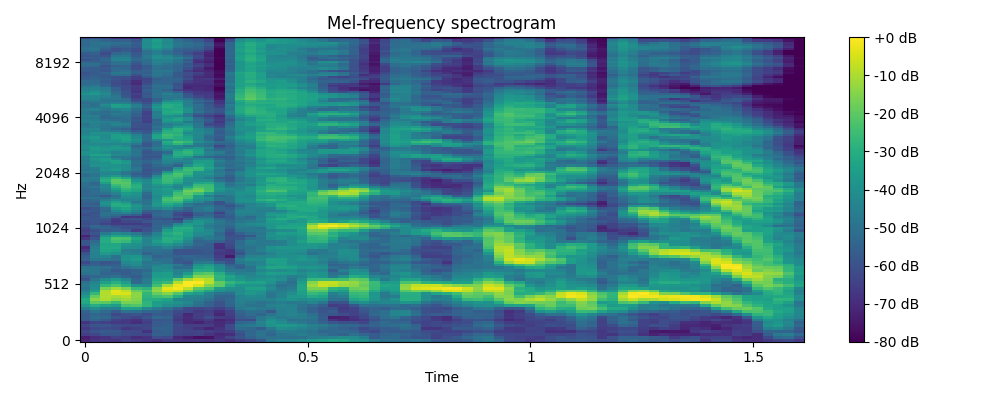 Mel-frequency spectrogram
Hz
8192
4096
2048
1024
512
0
0
0.5
1
1.5
Time
+0 dB
-10 dB
-20 dB
-30 dB
-40 dB
-50 dB
-60 dB
-70 dB
-80 dB